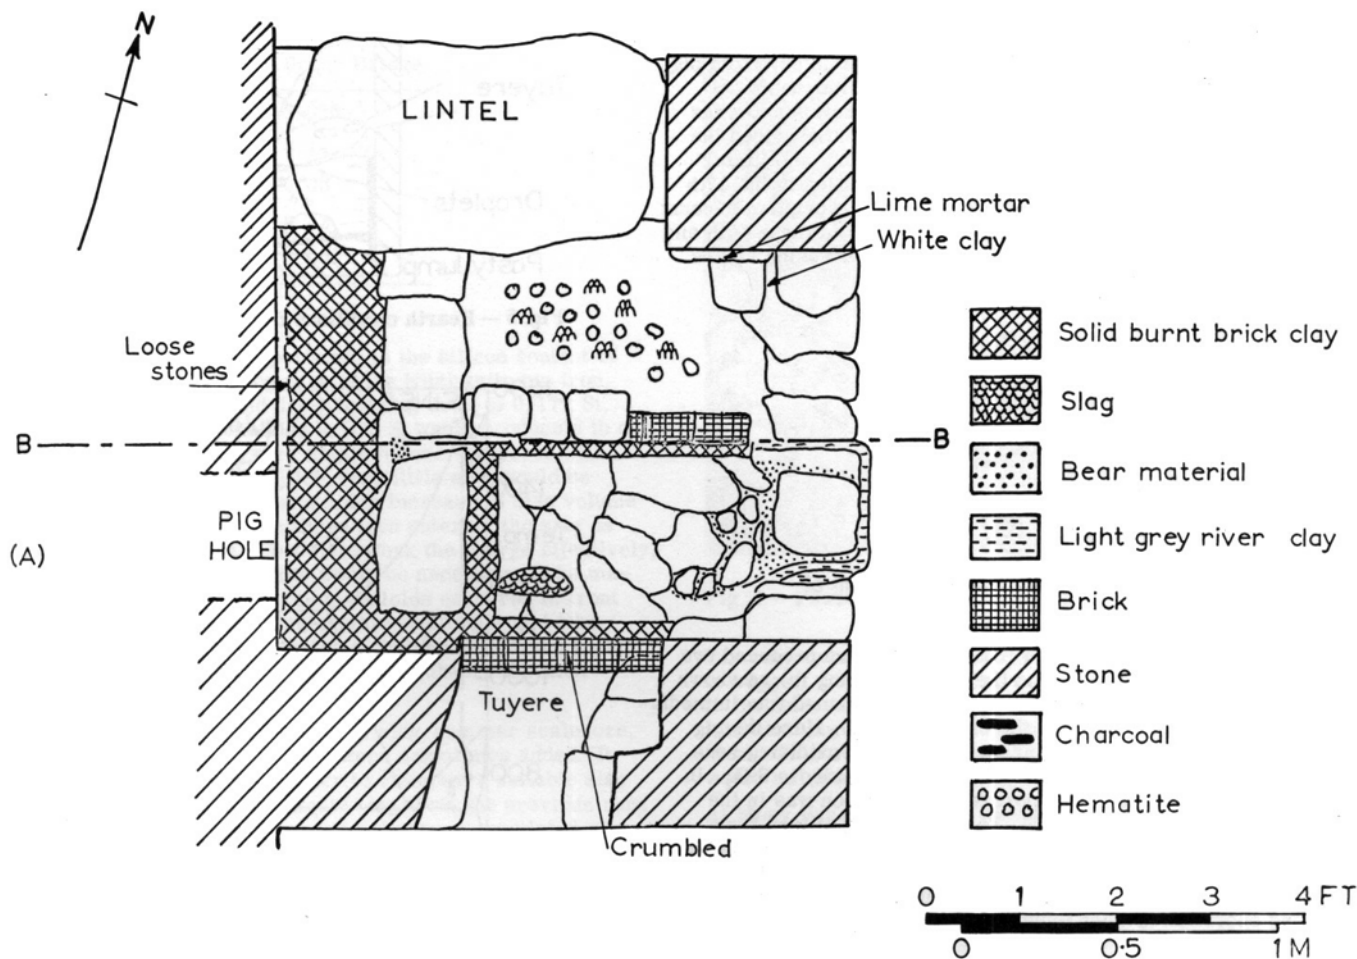 N
LINTEL
Lime mortar
White clay
Loose
stones
B
B
PIG
HOLE
(A)
Tuyere
Crumbled
Solid burnt brick clay
Slag
Bear material
Light grey river clay
Brick
Stone
Charcoal
Hematite
0 1 2 3 4 FT
0 0·5 1 M